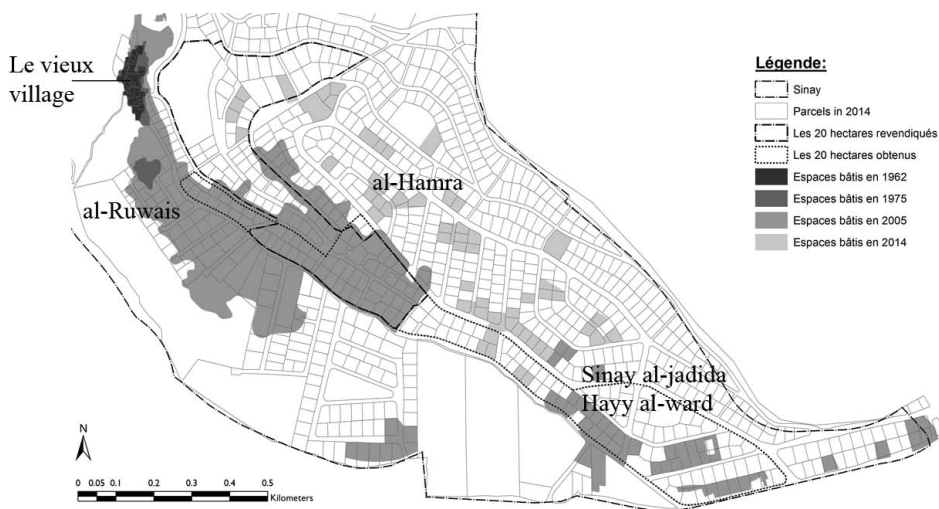 Le vieux
village
al-Ruwais
al-Hamra
Sinay al-jadida
Hayy al-ward
Légende:
Sinay
Parcels in 2014
Les 20 hectares revendiqués
Les 20 hectares obtenus
Espaces bâtis en 1962
Espaces bâtis en 1975
Espaces bâtis en 2005
Espaces bâtis en 2014
N
0 0.05 0.1 0.2 0.3 0.4 0.5
Kilometers